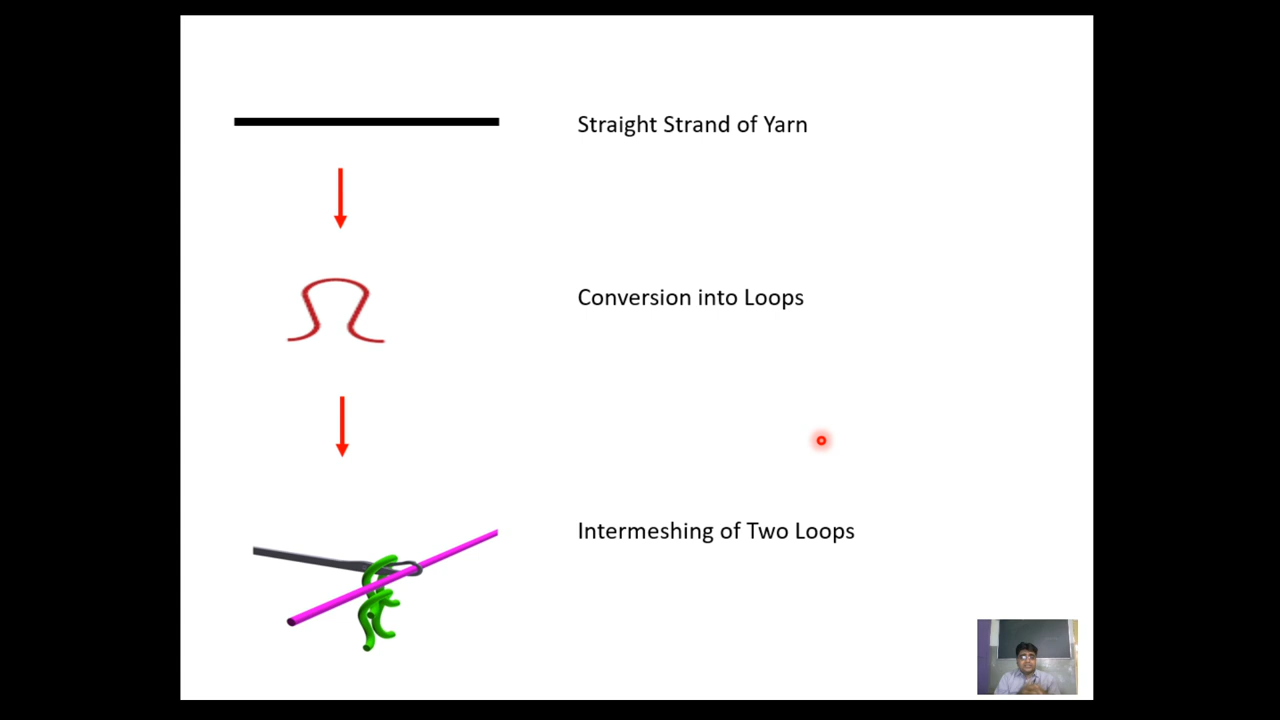 Straight Strand of Yarn
Conversion into Loops
Intermeshing of Two Loops